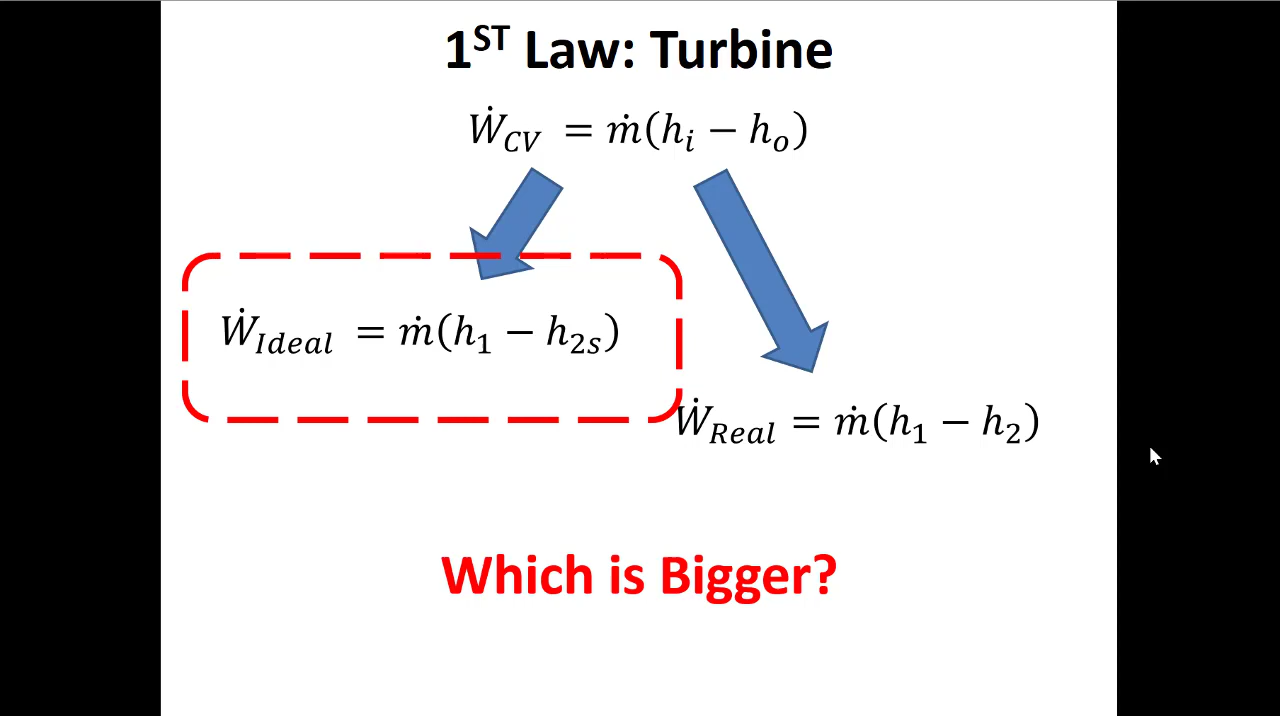 1ST Law: Turbine
Ẇ_CV = ṁ(h_i − h_o)
Ẇ_Ideal = ṁ(h_1 − h_2s)
Ẇ_Real = ṁ(h_1 − h_2)
Which is Bigger?